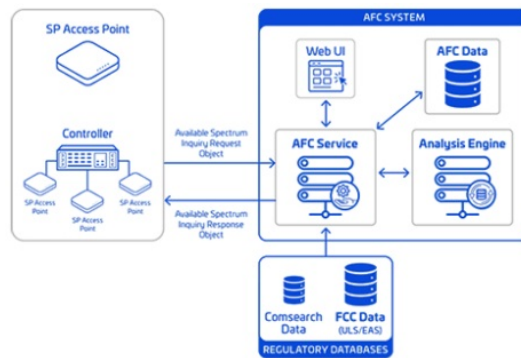 SP Access Point
Controller
SP Access
Point
SP Access
Point
SP Access
Point
Available Spectrum
Inquiry Request
Object
Available Spectrum
Inquiry Response
Object
AFC SYSTEM
Web UI
AFC Data
AFC Service
Analysis Engine
Comsearch
Data
FCC Data
(ULS/EAS)
REGULATORY DATABASES